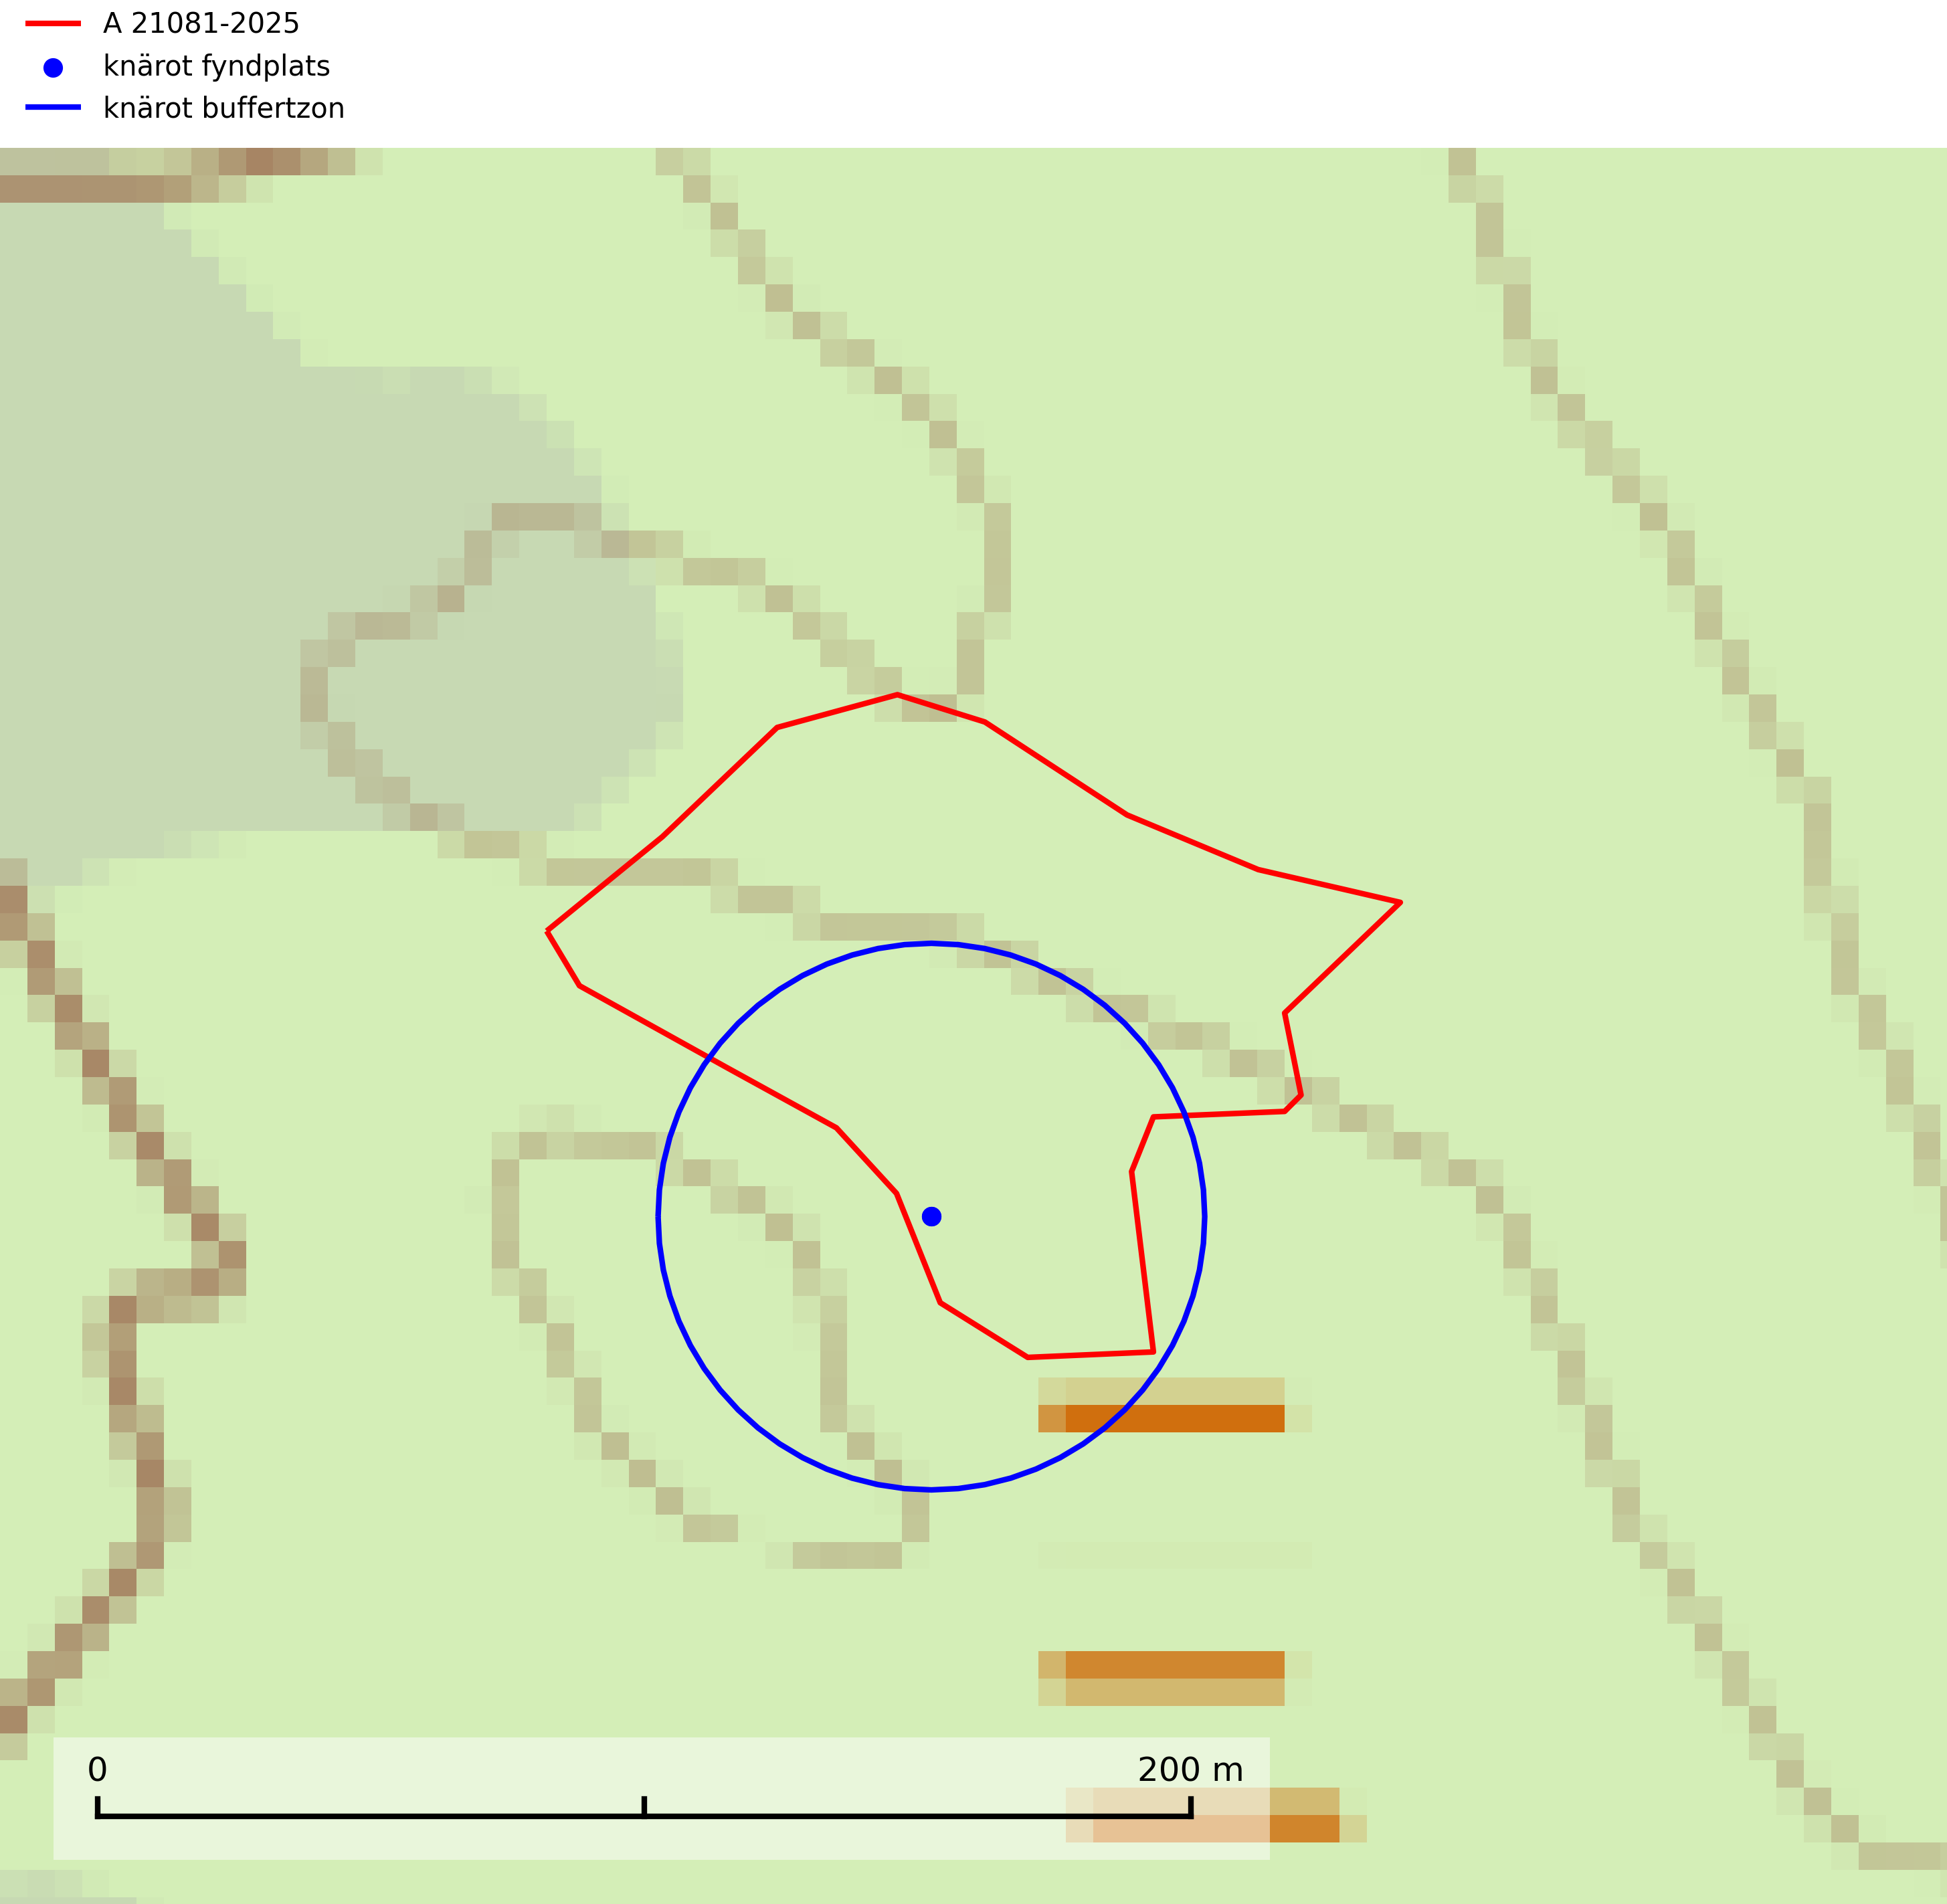 A 21081-2025
knärot fyndplats
knärot buffertzon
0 200 m